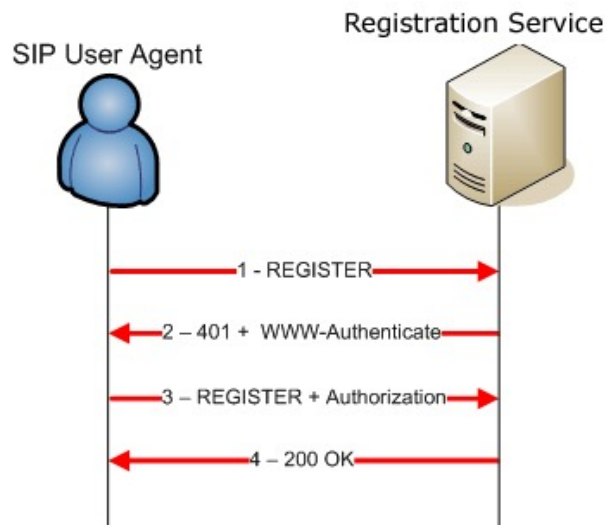 Registration Service
SIP User Agent
1 - REGISTER
2 – 401 + WWW-Authenticate
3 – REGISTER + Authorization
4 – 200 OK